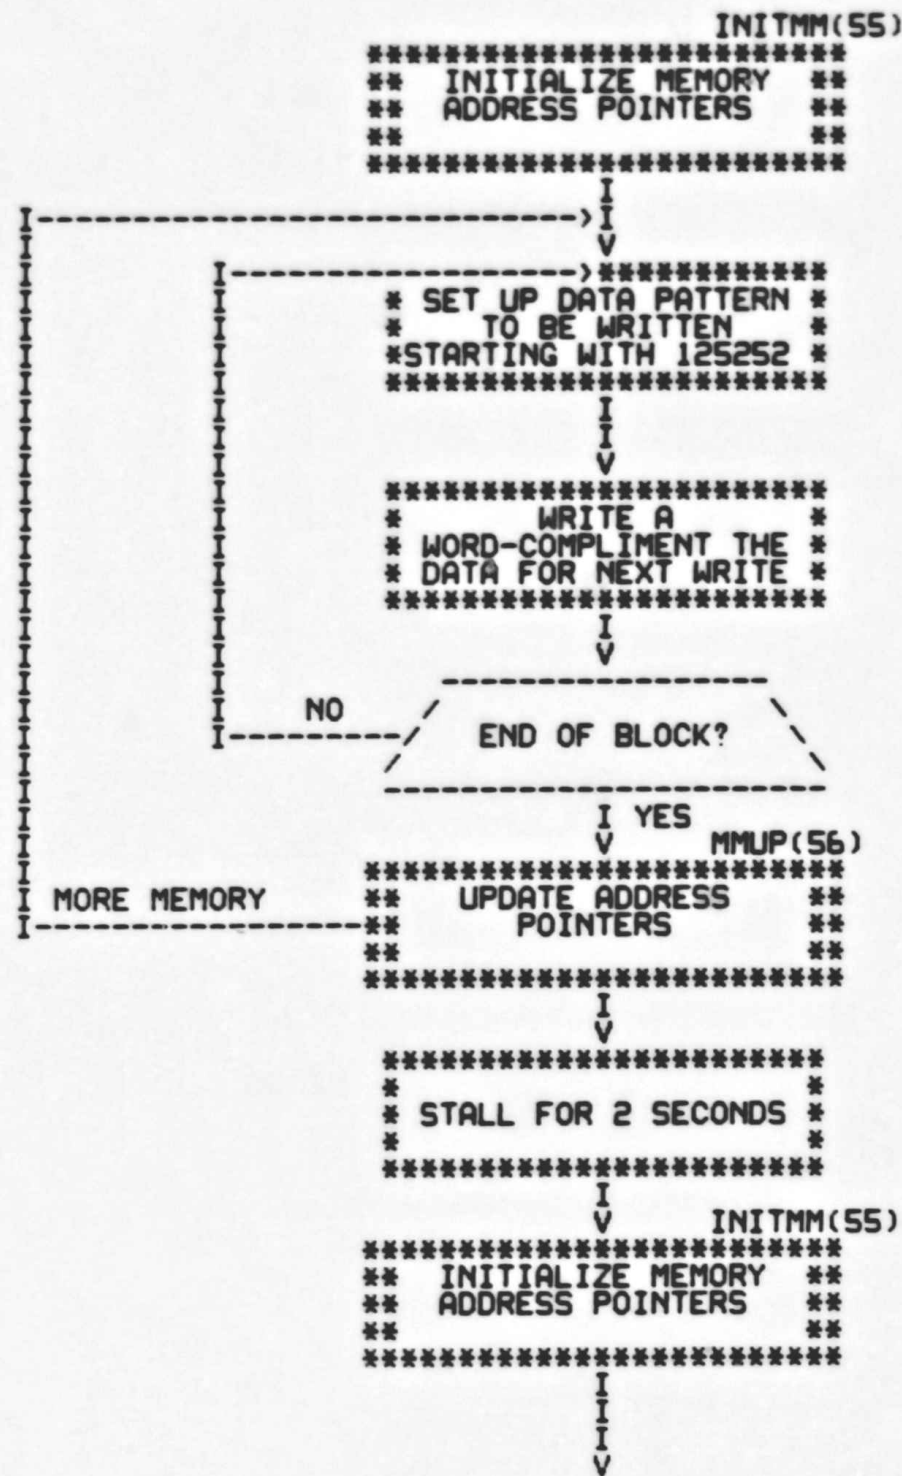 INITMM(55)
**************************
** INITIALIZE MEMORY **
** ADDRESS POINTERS **
** **
**************************
I
I------------------------------>I
I V
I I--------------------->************
I I * SET UP DATA PATTERN *
I I * TO BE WRITTEN *
I I *STARTING WITH 125252 *
I I ************************
I I I
I I I
I I V
I I ************************
I I * WRITE A *
I I * WORD-COMPLIMENT THE *
I I * DATA FOR NEXT WRITE *
I I ************************
I I I
I I V
I I ------------------
I I NO / \
I I-----------/ END OF BLOCK? \
I / \
I ------------------------
I I YES
I V MMUP(56)
I **************************
I MORE MEMORY ** UPDATE ADDRESS **
I--------------------** POINTERS **
** **
**************************
I
V
************************
* *
* STALL FOR 2 SECONDS *
* *
************************
I
V INITMM(55)
**************************
** INITIALIZE MEMORY **
** ADDRESS POINTERS **
** **
**************************
I
I
I
V